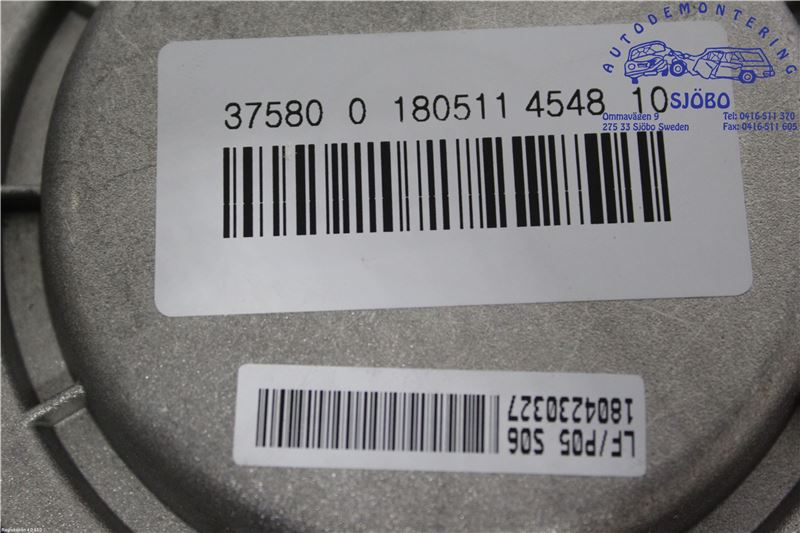 AUTODEMONTERING
SJÖBO
Ommavägen 9
275 33 Sjöbo Sweden
Tel: 0416-511 370
Fax: 0416-511 605
37580 0 180511 4548 10
LF/P05 S06
1804230327